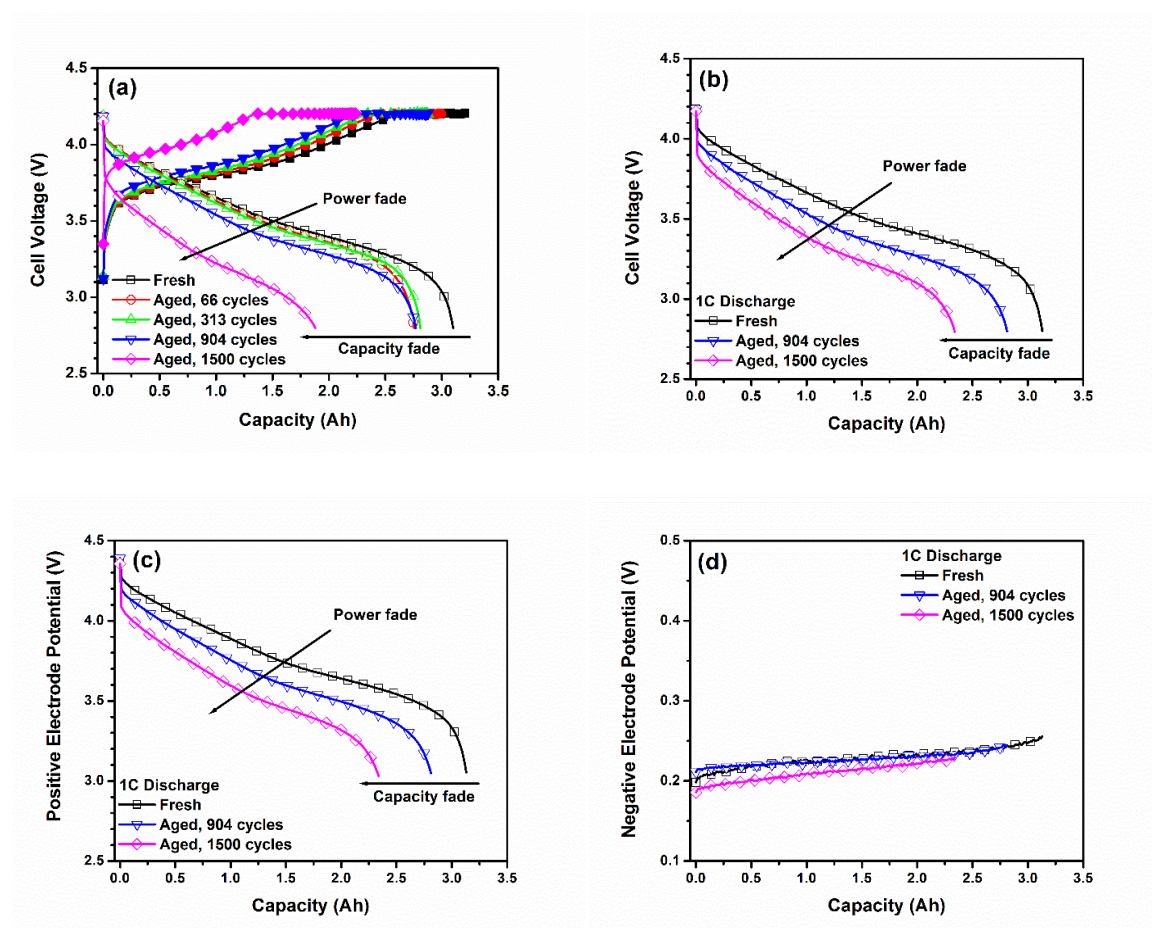 (a)
4.5
4.0
3.5
3.0
2.5
Cell Voltage (V)
Power fade
Fresh
Aged, 66 cycles
Aged, 313 cycles
Aged, 904 cycles
Aged, 1500 cycles
Capacity fade
0.0 0.5 1.0 1.5 2.0 2.5 3.0 3.5
Capacity (Ah)
(b)
4.5
4.0
3.5
3.0
2.5
Cell Voltage (V)
Power fade
1C Discharge
Fresh
Aged, 904 cycles
Aged, 1500 cycles
Capacity fade
0.0 0.5 1.0 1.5 2.0 2.5 3.0 3.5
Capacity (Ah)
(c)
4.5
4.0
3.5
3.0
2.5
Positive Electrode Potential (V)
Power fade
1C Discharge
Fresh
Aged, 904 cycles
Aged, 1500 cycles
Capacity fade
0.0 0.5 1.0 1.5 2.0 2.5 3.0 3.5
Capacity (Ah)
(d)
0.5
0.4
0.3
0.2
0.1
Negative Electrode Potential (V)
1C Discharge
Fresh
Aged, 904 cycles
Aged, 1500 cycles
0.0 0.5 1.0 1.5 2.0 2.5 3.0 3.5
Capacity (Ah)